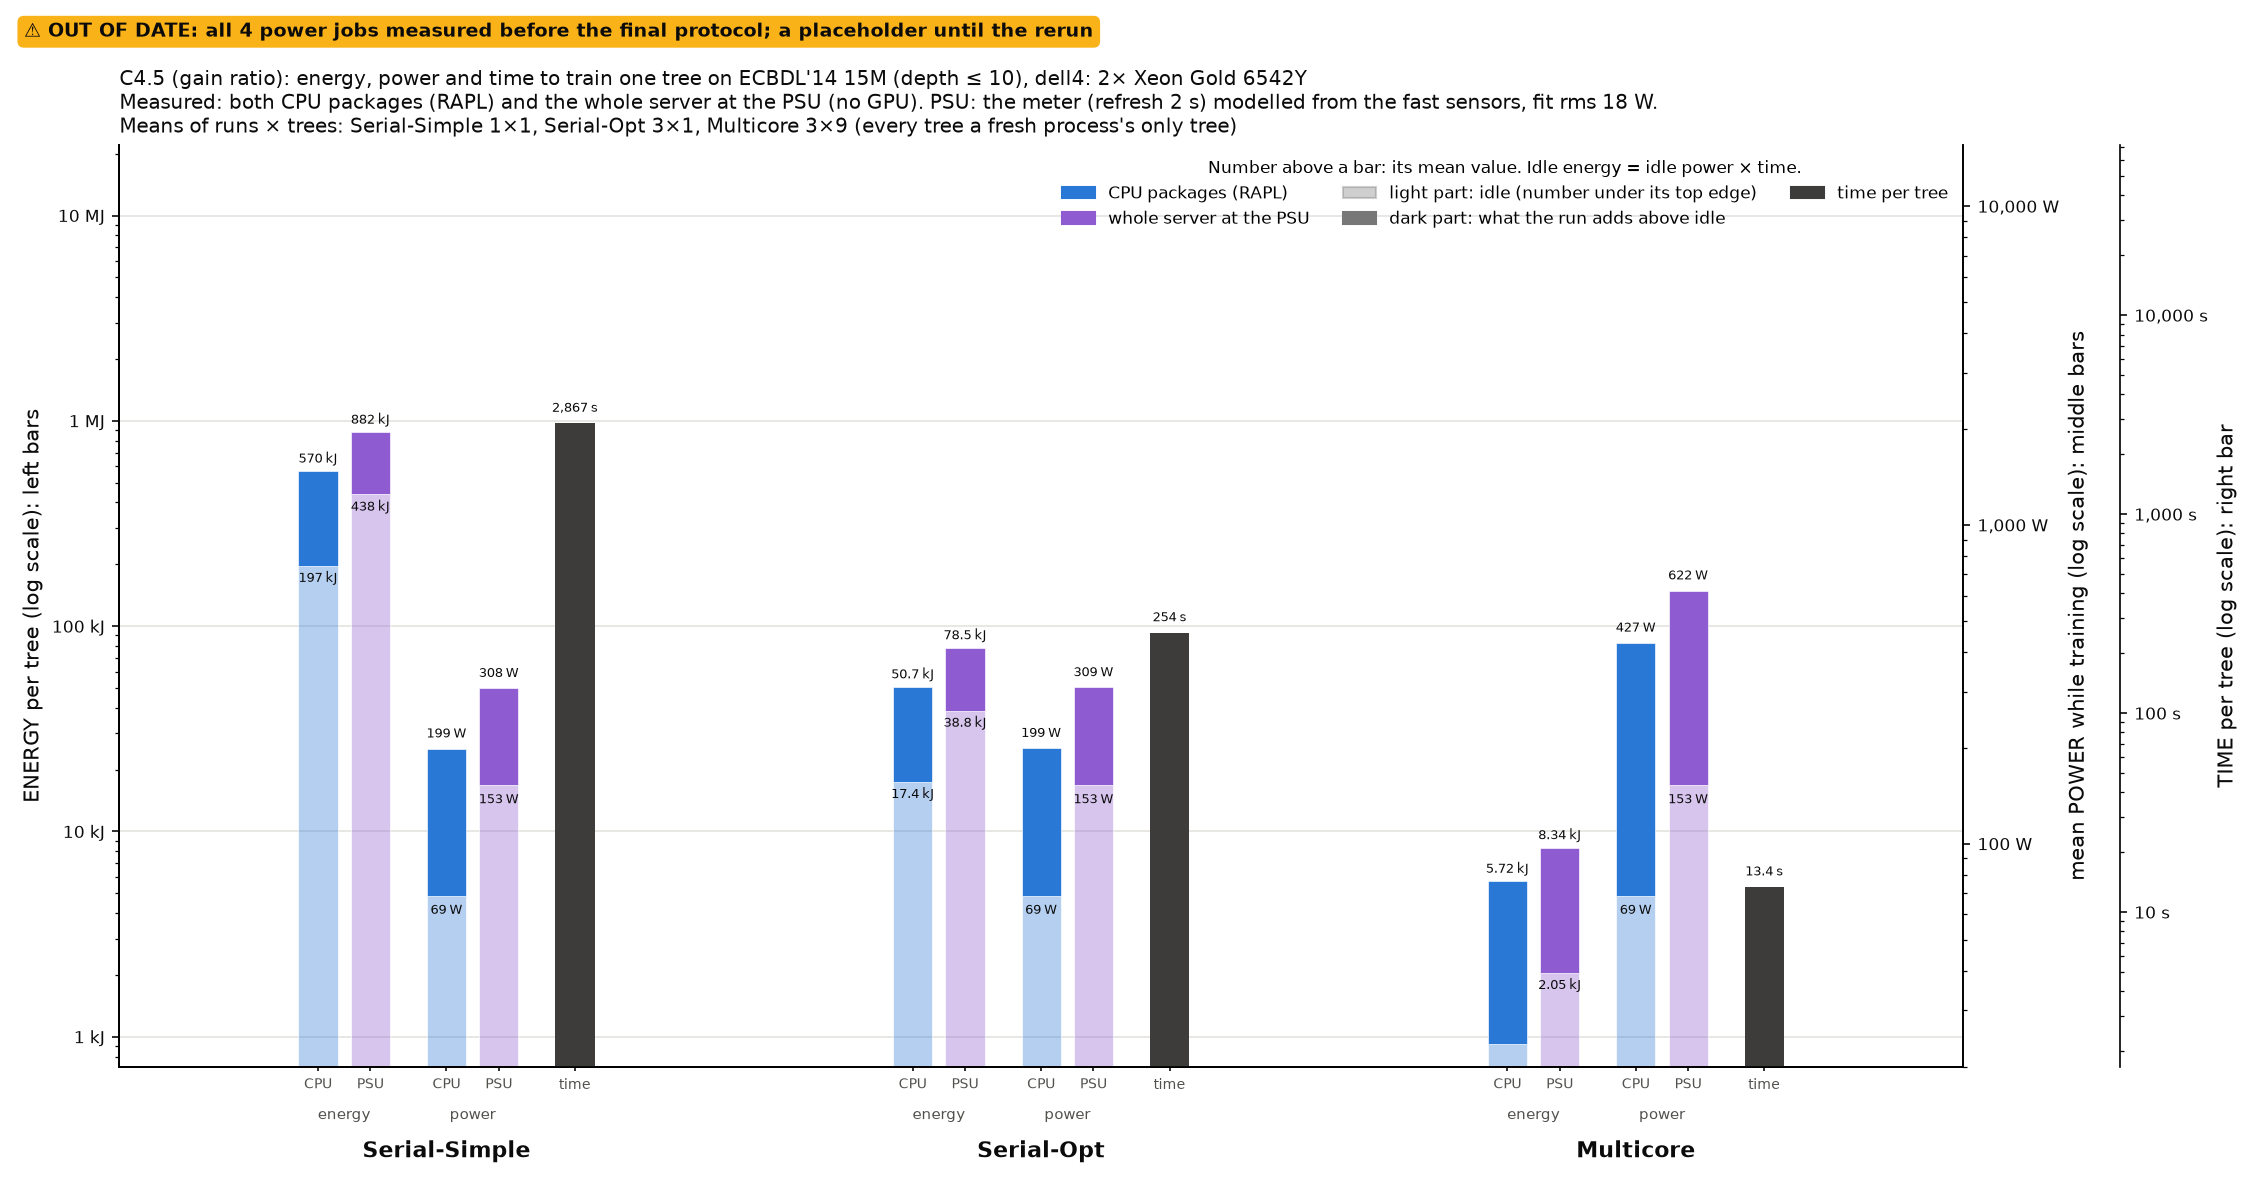 ⚠ OUT OF DATE: all 4 power jobs measured before the final protocol; a placeholder until the rerun
C4.5 (gain ratio): energy, power and time to train one tree on ECBDL'14 15M (depth ≤ 10), dell4: 2× Xeon Gold 6542Y
Measured: both CPU packages (RAPL) and the whole server at the PSU (no GPU). PSU: the meter (refresh 2 s) modelled from the fast sensors, fit rms 18 W.
Means of runs × trees: Serial-Simple 1×1, Serial-Opt 3×1, Multicore 3×9 (every tree a fresh process's only tree)
Number above a bar: its mean value. Idle energy = idle power × time.
CPU packages (RAPL)
whole server at the PSU
light part: idle (number under its top edge)
dark part: what the run adds above idle
time per tree
ENERGY per tree (log scale): left bars
10 MJ
1 MJ
100 kJ
10 kJ
1 kJ
570 kJ
197 kJ
882 kJ
438 kJ
199 W
69 W
308 W
153 W
2,867 s
50.7 kJ
17.4 kJ
78.5 kJ
38.8 kJ
199 W
69 W
309 W
153 W
254 s
5.72 kJ
8.34 kJ
2.05 kJ
427 W
69 W
622 W
153 W
13.4 s
10,000 W
1,000 W
100 W
mean POWER while training (log scale): middle bars
10,000 s
1,000 s
100 s
10 s
TIME per tree (log scale): right bar
CPU PSU CPU PSU time
energy power
Serial-Simple
CPU PSU CPU PSU time
energy power
Serial-Opt
CPU PSU CPU PSU time
energy power
Multicore